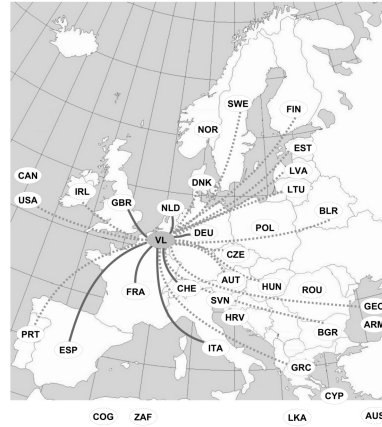 SWE
FIN
NOR
EST
LVA
DNK
LTU
CAN
IRL
USA
GBR
NLD
BLR
VL
DEU
POL
CZE
AUT
FRA
CHE
HUN
ROU
SVN
GEO
HRV
ARM
PRT
BGR
ESP
ITA
GRC
CYP
COG
ZAF
LKA
AUS